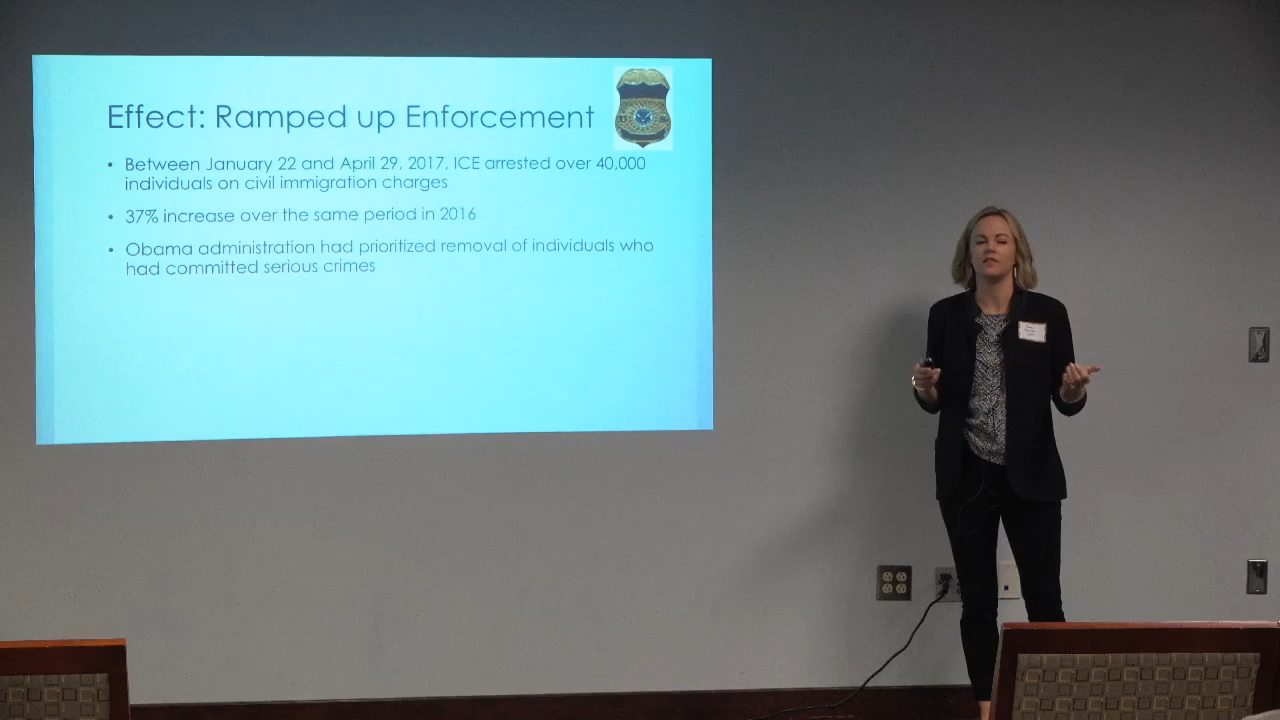 Effect: Ramped up Enforcement
• Between January 22 and April 29, 2017, ICE arrested over 40,000
individuals on civil immigration charges
• 37% increase over the same period in 2016
• Obama administration had prioritized removal of individuals who
had committed serious crimes
U S